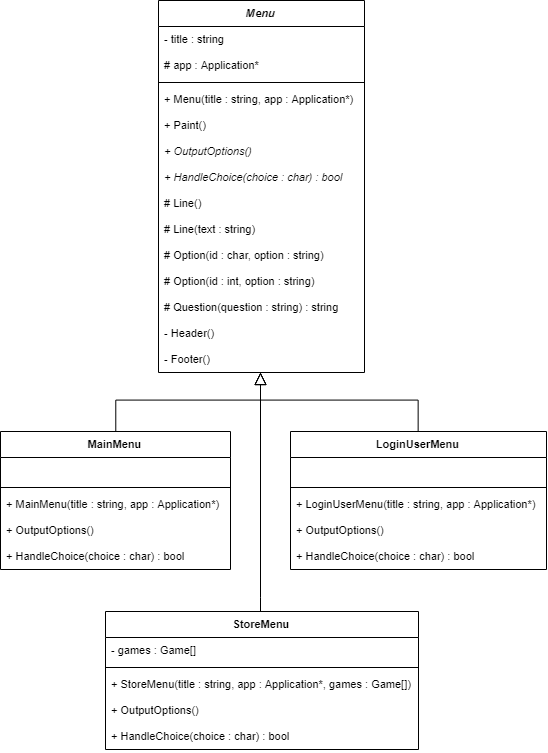 Menu
- title : string
# app : Application*
+ Menu(title : string, app : Application*)
+ Paint()
+ OutputOptions()
+ HandleChoice(choice : char) : bool
# Line()
# Line(text : string)
# Option(id : char, option : string)
# Option(id : int, option : string)
# Question(question : string) : string
- Header()
- Footer()
MainMenu
+ MainMenu(title : string, app : Application*)
+ OutputOptions()
+ HandleChoice(choice : char) : bool
LoginUserMenu
+ LoginUserMenu(title : string, app : Application*)
+ OutputOptions()
+ HandleChoice(choice : char) : bool
StoreMenu
- games : Game[]
+ StoreMenu(title : string, app : Application*, games : Game[])
+ OutputOptions()
+ HandleChoice(choice : char) : bool